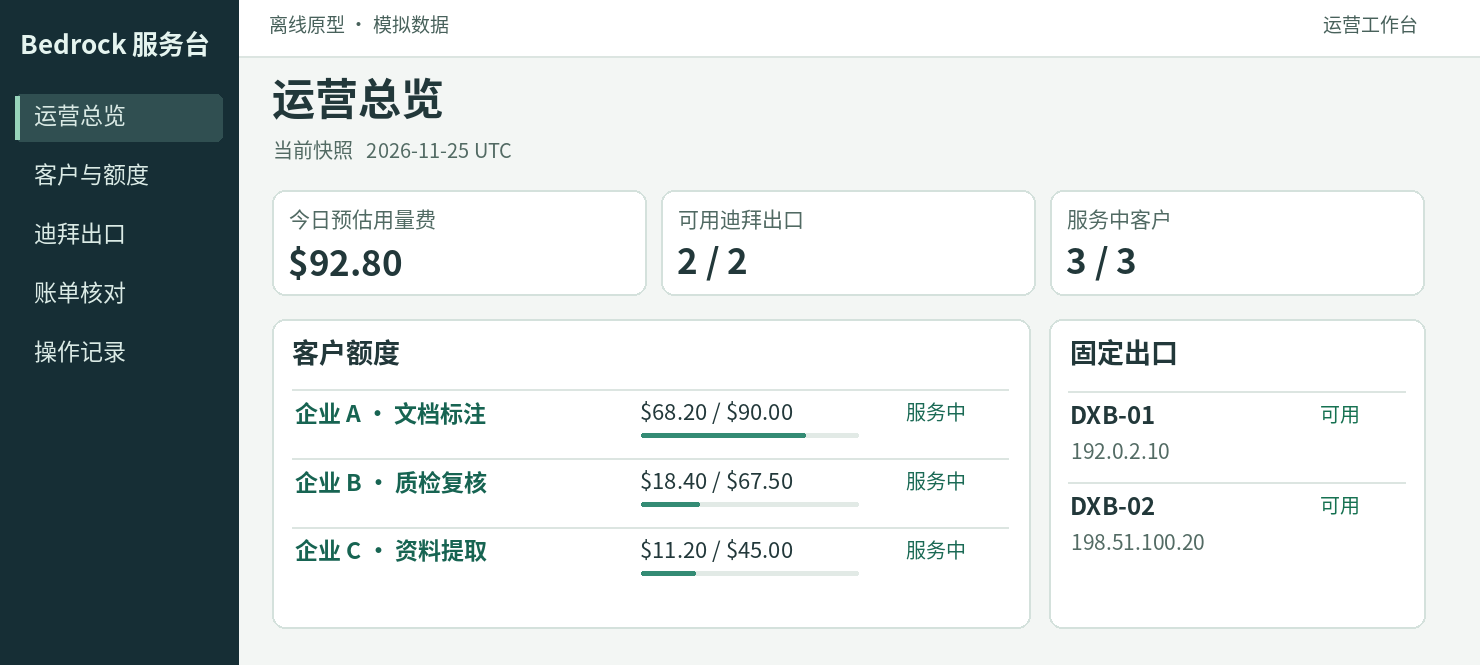 Bedrock 服务台
运营总览
客户与额度
迪拜出口
账单核对
操作记录
离线原型 • 模拟数据
运营工作台
运营总览
当前快照 2026-11-25 UTC
今日预估用量费
$92.80
可用迪拜出口
2 / 2
服务中客户
3 / 3
客户额度
企业 A • 文档标注
$68.20 / $90.00
服务中
企业 B • 质检复核
$18.40 / $67.50
服务中
企业 C • 资料提取
$11.20 / $45.00
服务中
固定出口
DXB-01
可用
192.0.2.10
DXB-02
可用
198.51.100.20